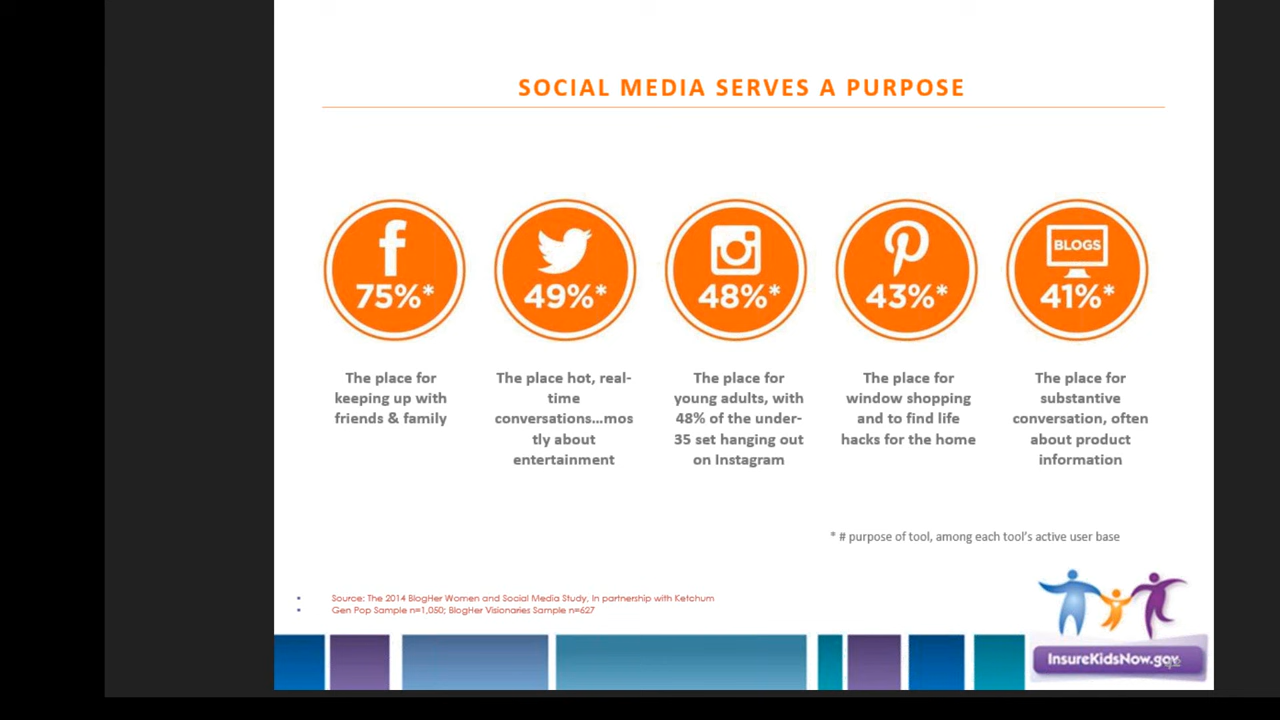 SOCIAL MEDIA SERVES A PURPOSE
75%*
49%*
48%*
43%*
BLOGS
41%*
The place for
keeping up with
friends & family
The place hot, real-
time
conversations…mos
tly about
entertainment
The place for
young adults, with
48% of the under-
35 set hanging out
on Instagram
The place for
window shopping
and to find life
hacks for the home
The place for
substantive
conversation, often
about product
information
* # purpose of tool, among each tool's active user base
Source: The 2014 BlogHer Women and Social Media Study, In partnership with Ketchum
Gen Pop Sample n=1,050; BlogHer Visionaries Sample n=627
InsureKidsNow.gov